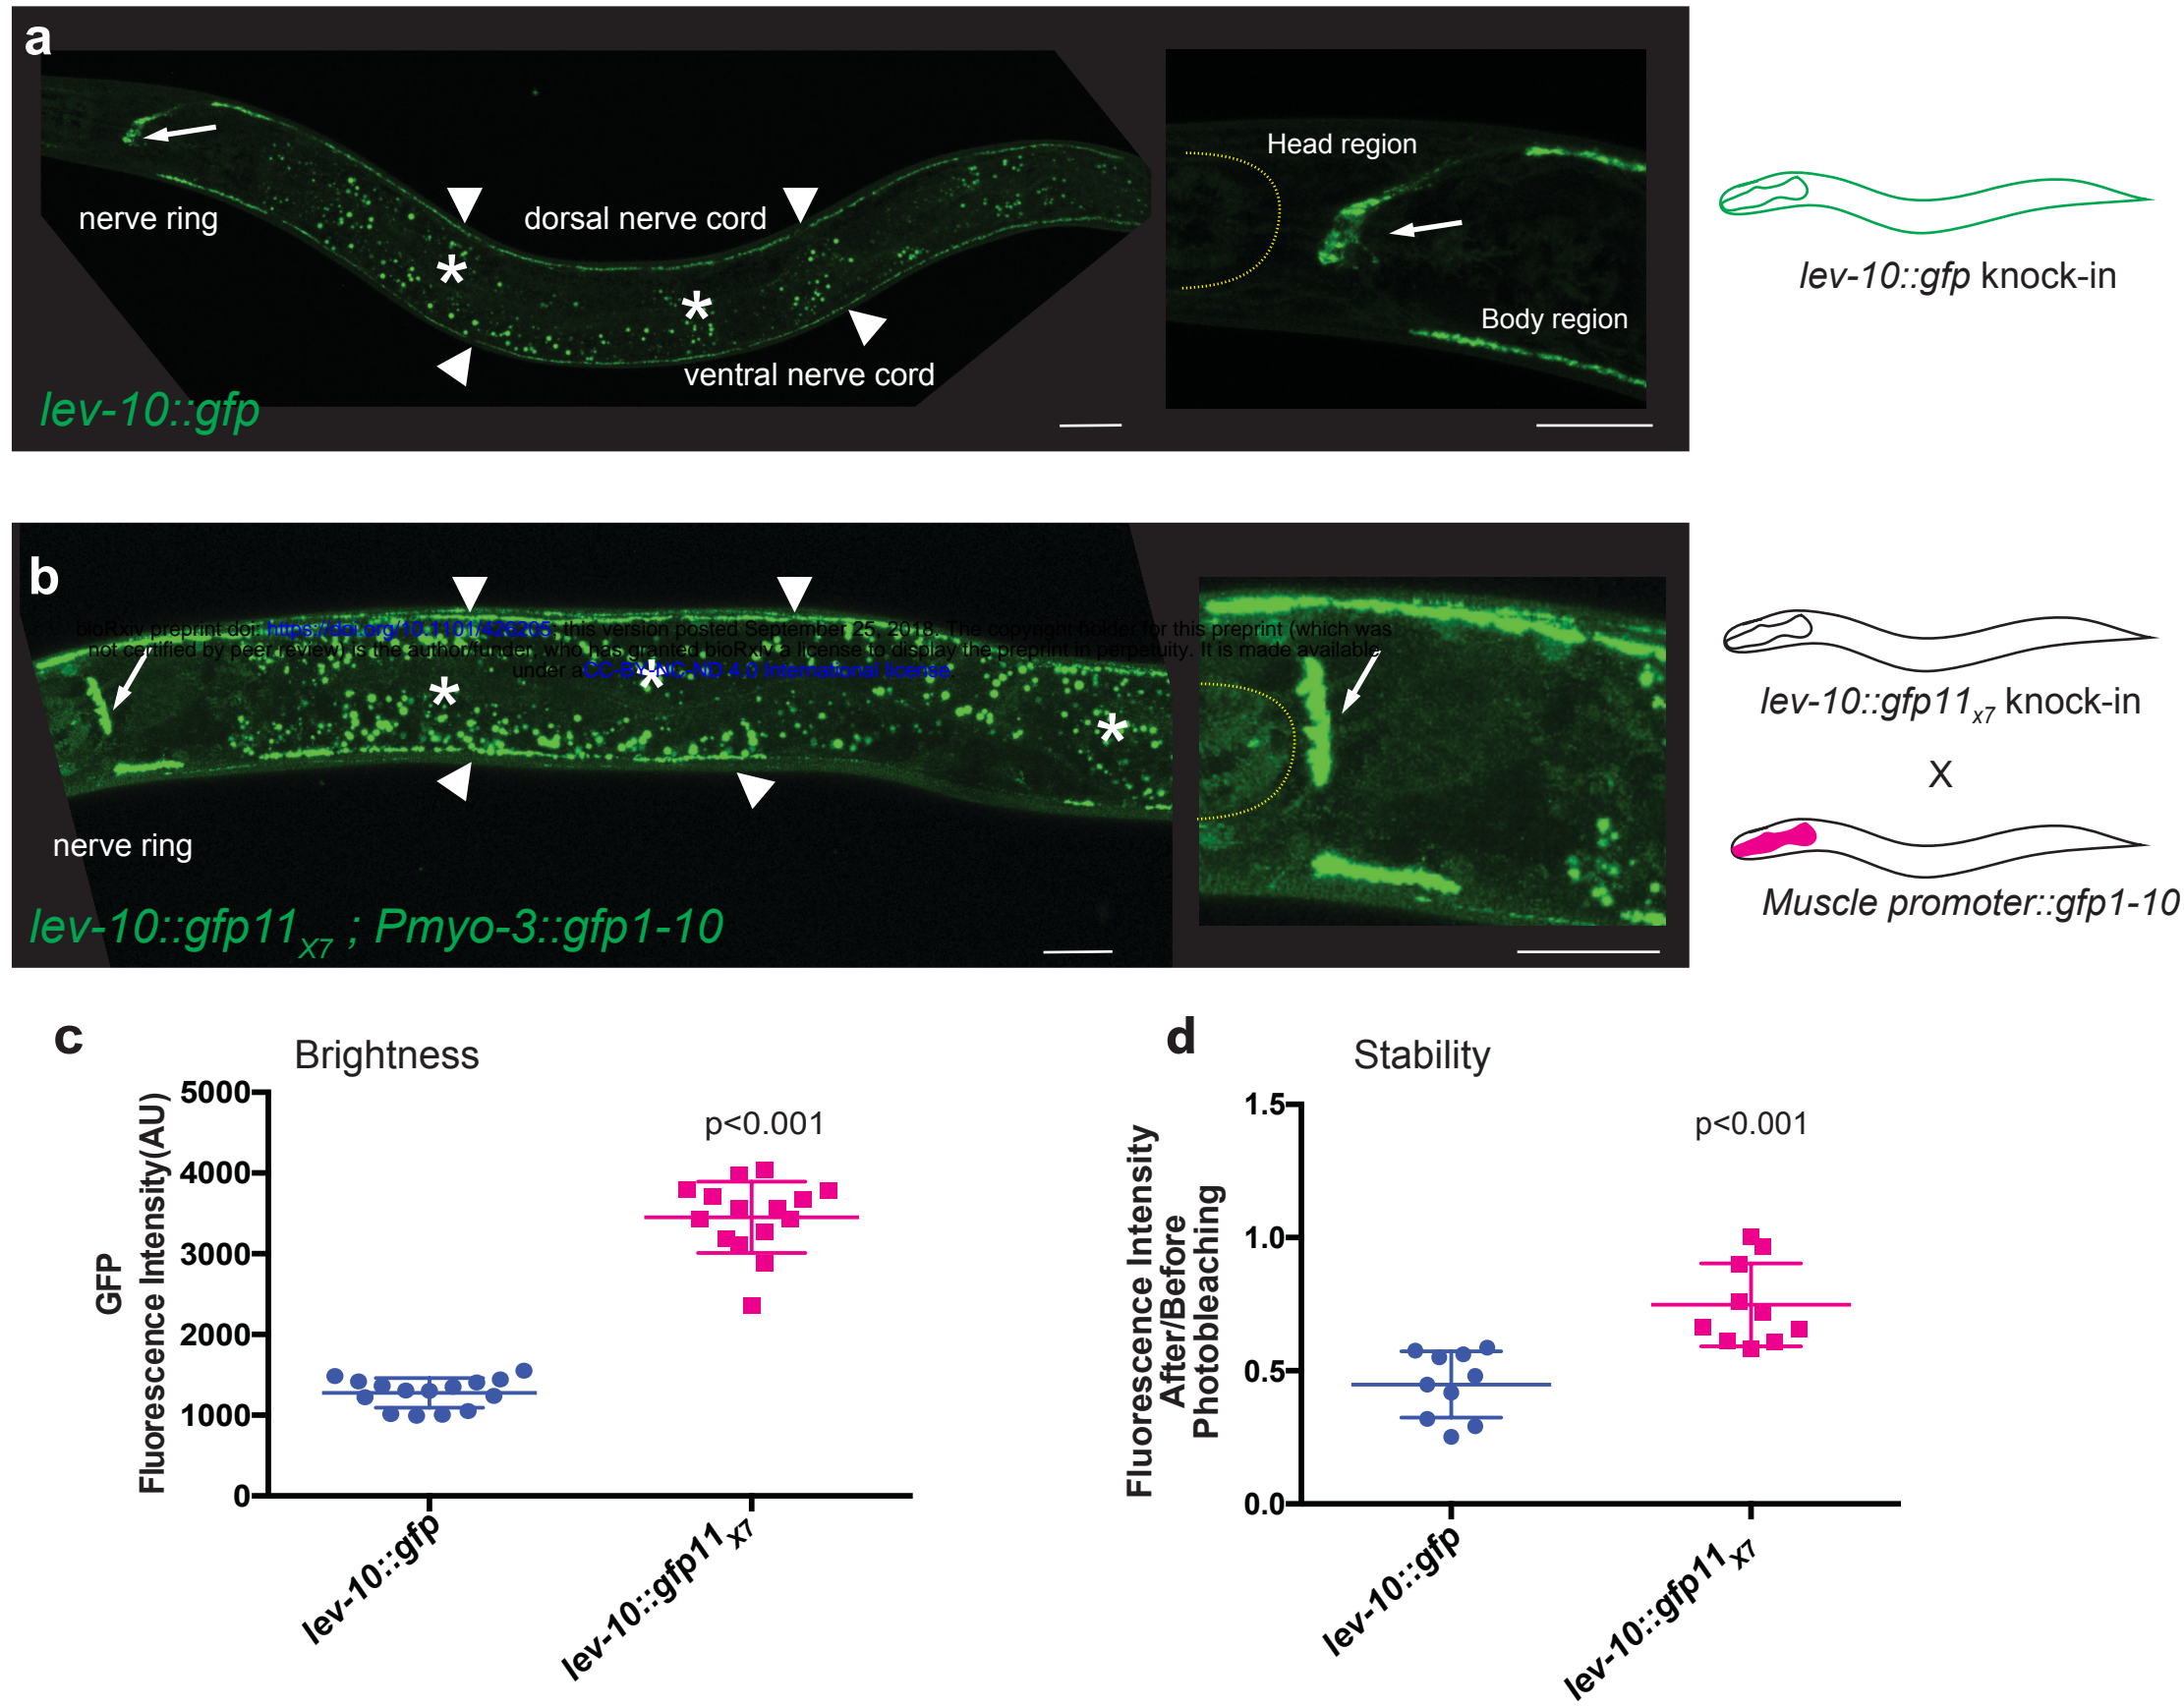 a
nerve ring
dorsal nerve cord
ventral nerve cord
lev-10::gfp
Head region
Body region
lev-10::gfp knock-in
b
bioRxiv preprint doi: https://doi.org/10.1101/426205; this version posted September 25, 2018. The copyright holder for this preprint (which was
not certified by peer review) is the author/funder, who has granted bioRxiv a license to display the preprint in perpetuity. It is made available
under aCC-BY-NC-ND 4.0 International license.
nerve ring
lev-10::gfp11X7 ; Pmyo-3::gfp1-10
lev-10::gfp11x7 knock-in
X
Muscle promoter::gfp1-10
c
Brightness
GFP
Fluorescence Intensity(AU)
5000
4000
3000
2000
1000
0
p<0.001
lev-10::gfp
lev-10::gfp11X7
d
Stability
Fluorescence Intensity
After/Before
Photobleaching
1.5
1.0
0.5
0.0
p<0.001
lev-10::gfp
lev-10::gfp11X7